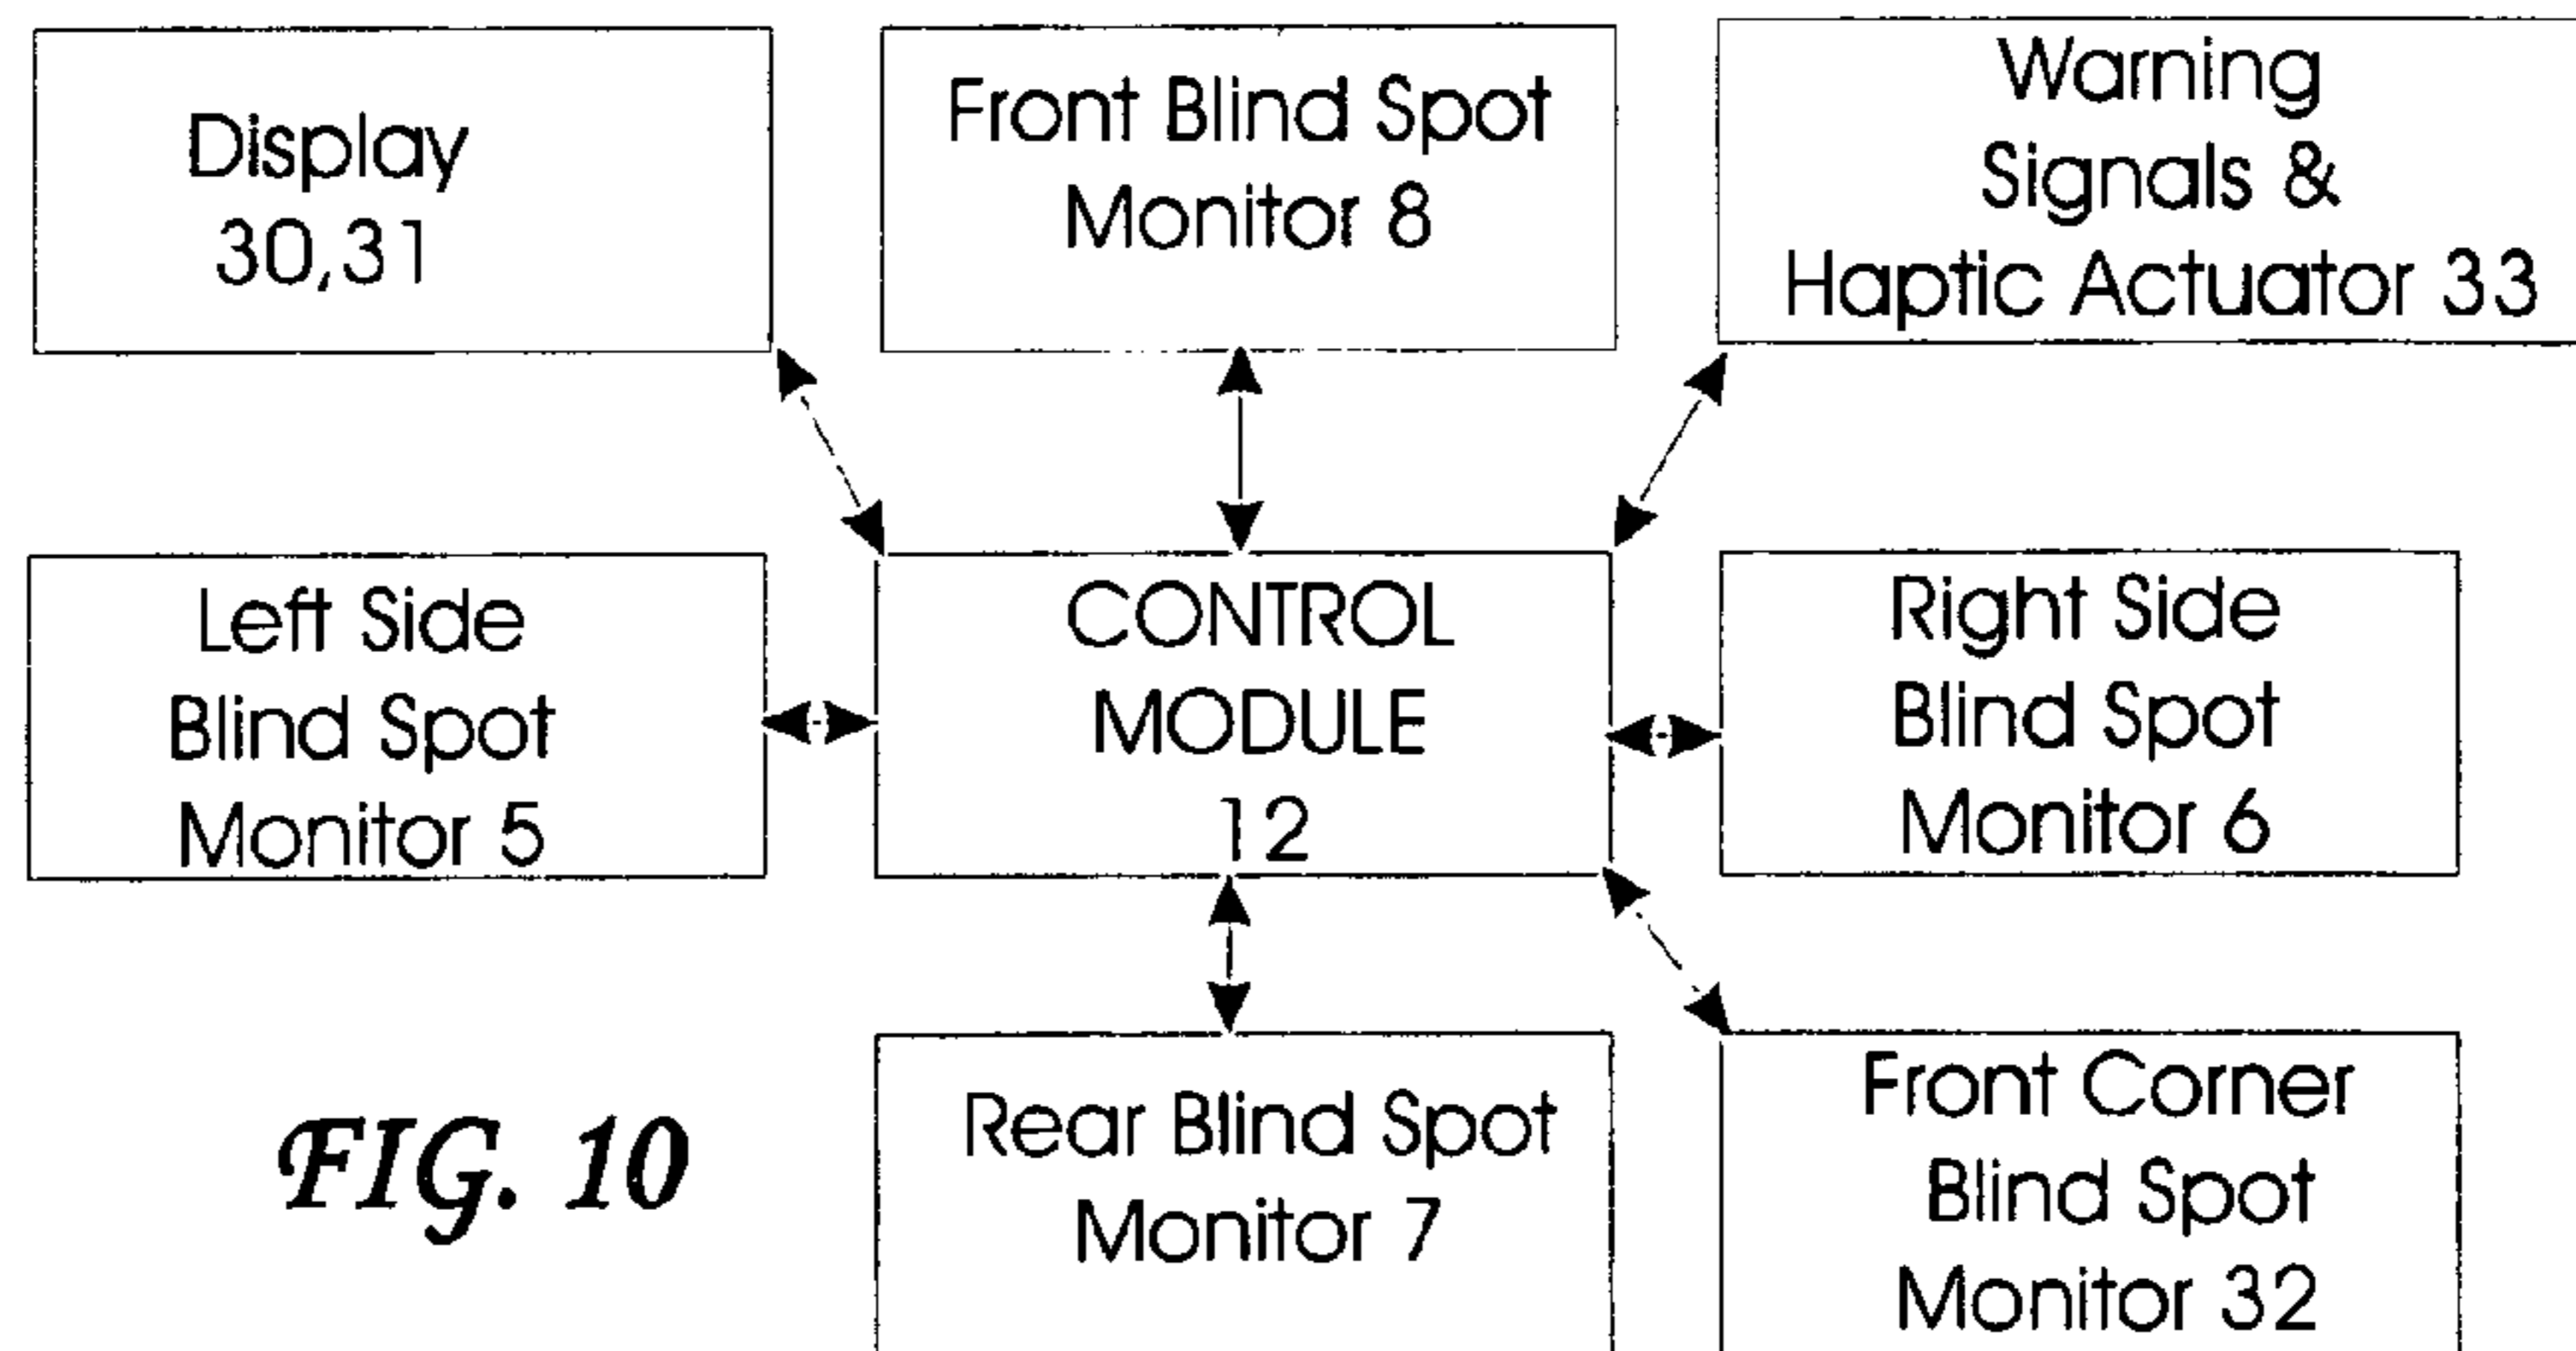 Display
30,31
Front Blind Spot
Monitor 8
Warning
Signals &
Haptic Actuator 33
Left Side
Blind Spot
Monitor 5
CONTROL
MODULE
12
Right Side
Blind Spot
Monitor 6
Rear Blind Spot
Monitor 7
Front Corner
Blind Spot
Monitor 32
FIG. 10